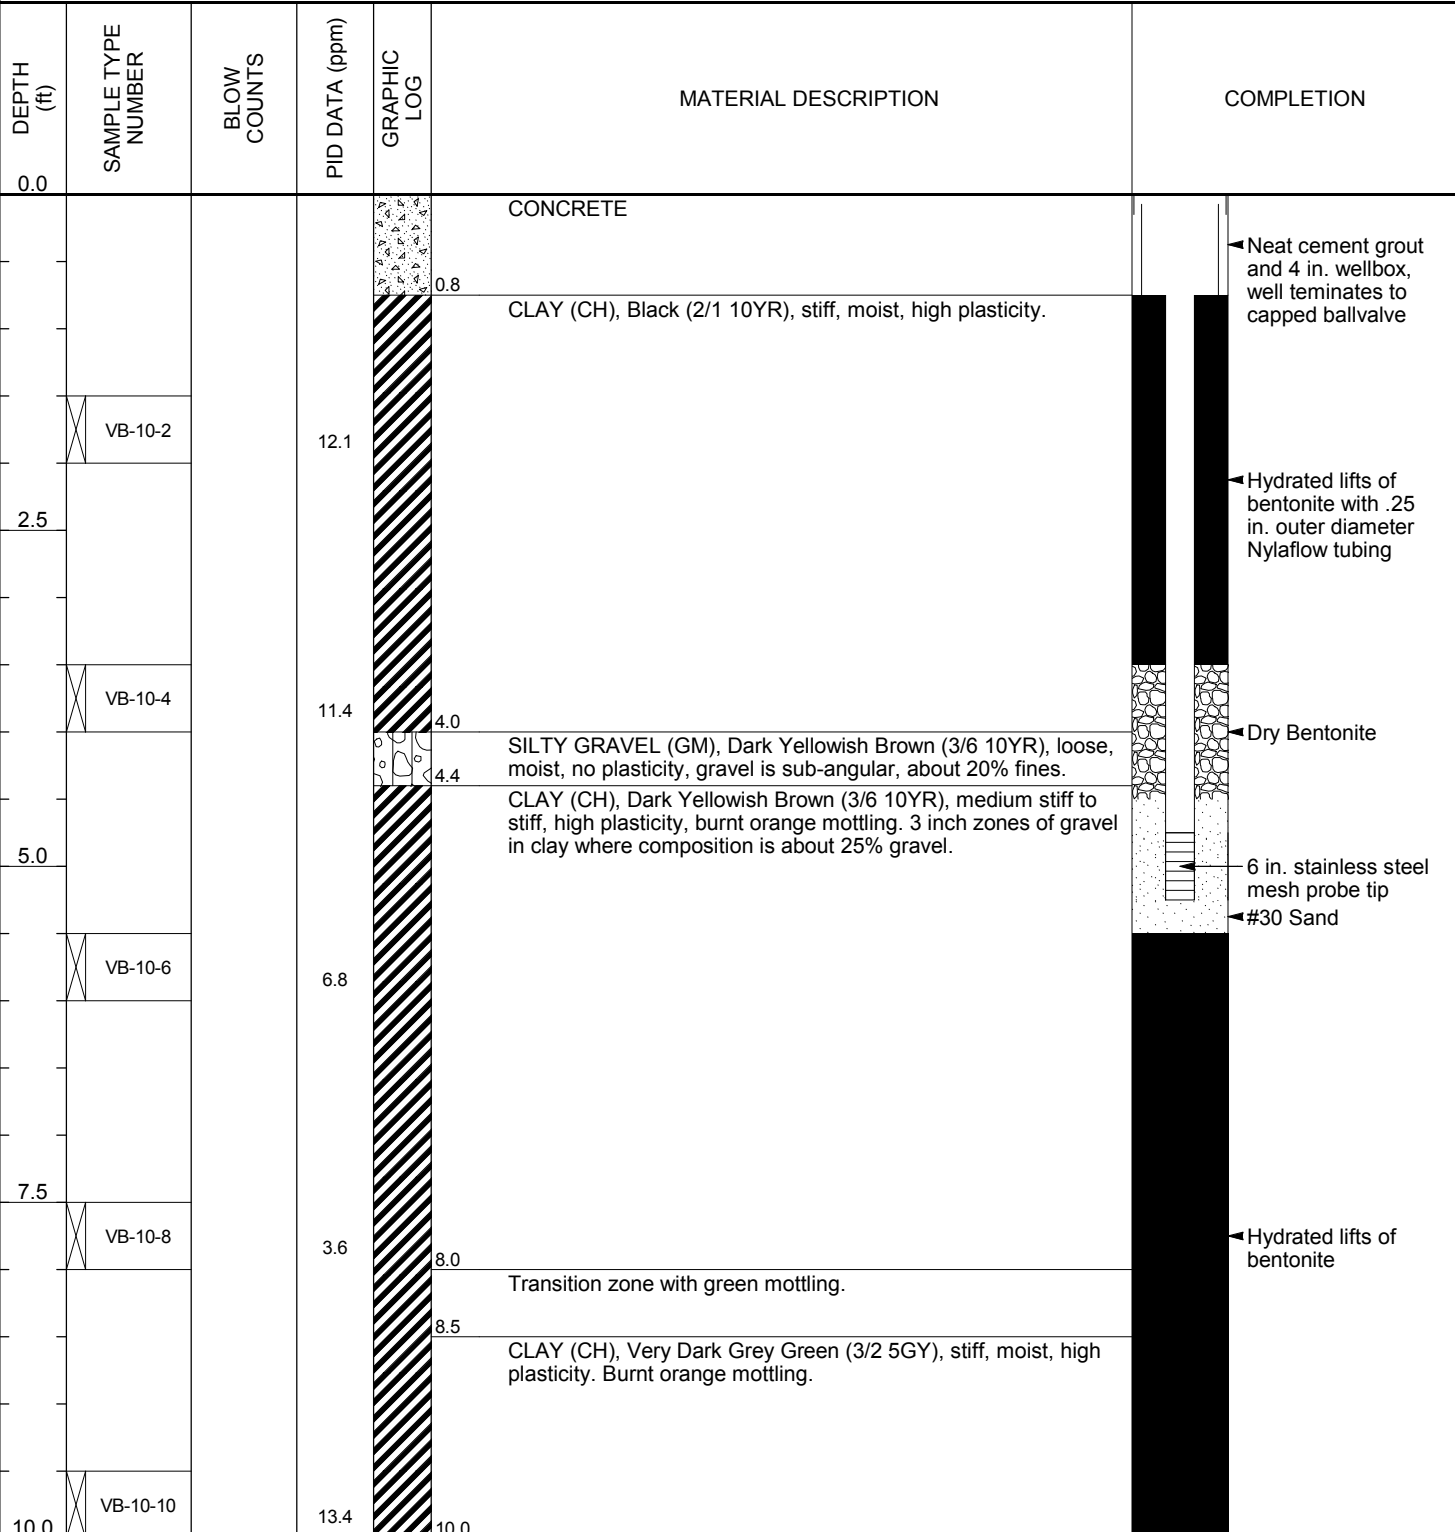 DEPTH
(ft)
SAMPLE TYPE
NUMBER
BLOW
COUNTS
PID DATA (ppm)
GRAPHIC
LOG
MATERIAL DESCRIPTION
COMPLETION
0.0
CONCRETE
Neat cement grout
and 4 in. wellbox,
well teminates to
capped ballvalve
0.8
CLAY (CH), Black (2/1 10YR), stiff, moist, high plasticity.
VB-10-2
12.1
Hydrated lifts of
bentonite with .25
in. outer diameter
Nylaflow tubing
2.5
VB-10-4
11.4
4.0
Dry Bentonite
SILTY GRAVEL (GM), Dark Yellowish Brown (3/6 10YR), loose,
moist, no plasticity, gravel is sub-angular, about 20% fines.
4.4
CLAY (CH), Dark Yellowish Brown (3/6 10YR), medium stiff to
stiff, high plasticity, burnt orange mottling. 3 inch zones of gravel
in clay where composition is about 25% gravel.
5.0
6 in. stainless steel
mesh probe tip
#30 Sand
VB-10-6
6.8
7.5
VB-10-8
3.6
Hydrated lifts of
bentonite
8.0
Transition zone with green mottling.
8.5
CLAY (CH), Very Dark Grey Green (3/2 5GY), stiff, moist, high
plasticity. Burnt orange mottling.
VB-10-10
13.4
10.0
10.0